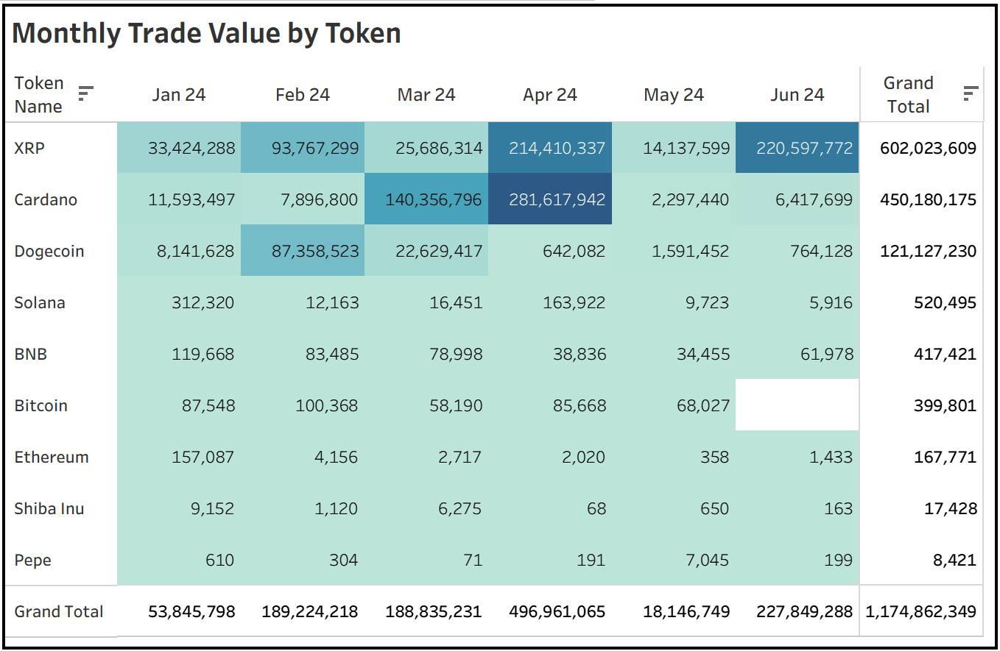 Monthly Trade Value by Token
Token Name Jan 24 Feb 24 Mar 24 Apr 24 May 24 Jun 24 Grand Total
XRP 33,424,288 93,767,299 25,686,314 214,410,337 14,137,599 220,597,772 602,023,609
Cardano 11,593,497 7,896,800 140,356,796 281,617,942 2,297,440 6,417,699 450,180,175
Dogecoin 8,141,628 87,358,523 22,629,417 642,082 1,591,452 764,128 121,127,230
Solana 312,320 12,163 16,451 163,922 9,723 5,916 520,495
BNB 119,668 83,485 78,998 38,836 34,455 61,978 417,421
Bitcoin 87,548 100,368 58,190 85,668 68,027 399,801
Ethereum 157,087 4,156 2,717 2,020 358 1,433 167,771
Shiba Inu 9,152 1,120 6,275 68 650 163 17,428
Pepe 610 304 71 191 7,045 199 8,421
Grand Total 53,845,798 189,224,218 188,835,231 496,961,065 18,146,749 227,849,288 1,174,862,349